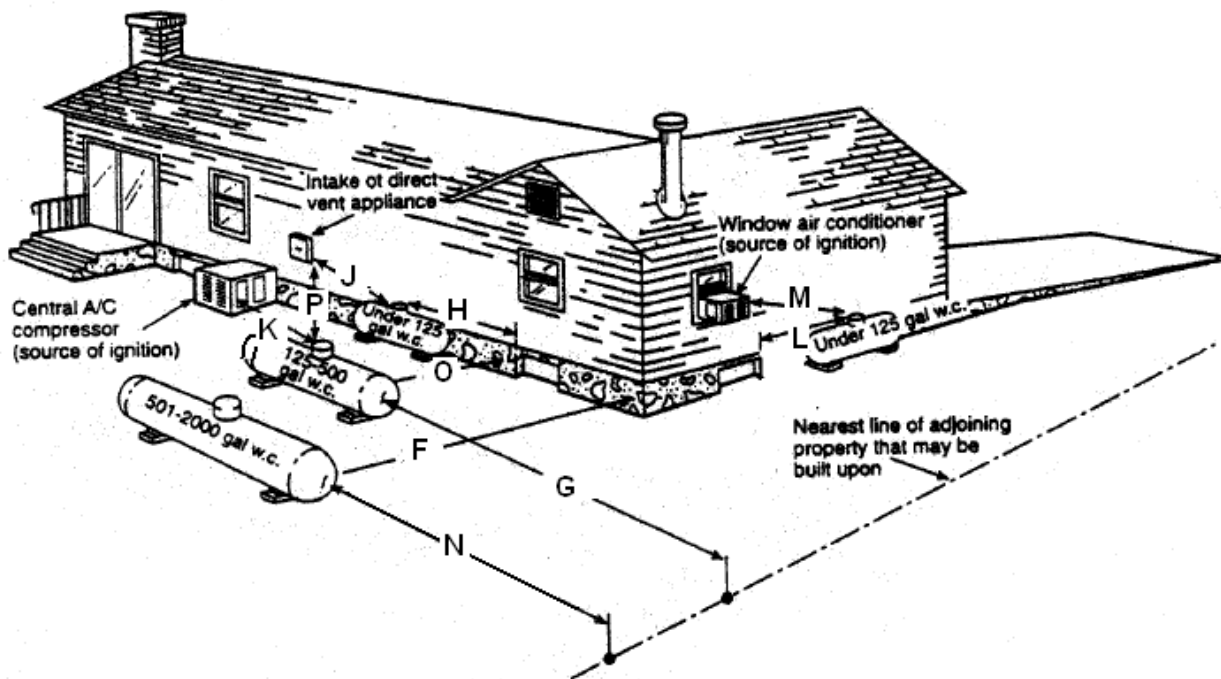 Intake ot direct
vent appliance
Window air conditioner
(source of ignition)
J
M
Central A/C
compressor
(source of ignition)
P
H
Under 125
gal w.c.
L
Under 125 gal w.c.
K
125-500
gal w.c.
O
501-2000 gal w.c.
F
G
Nearest line of adjoining
property that may be
built upon
N